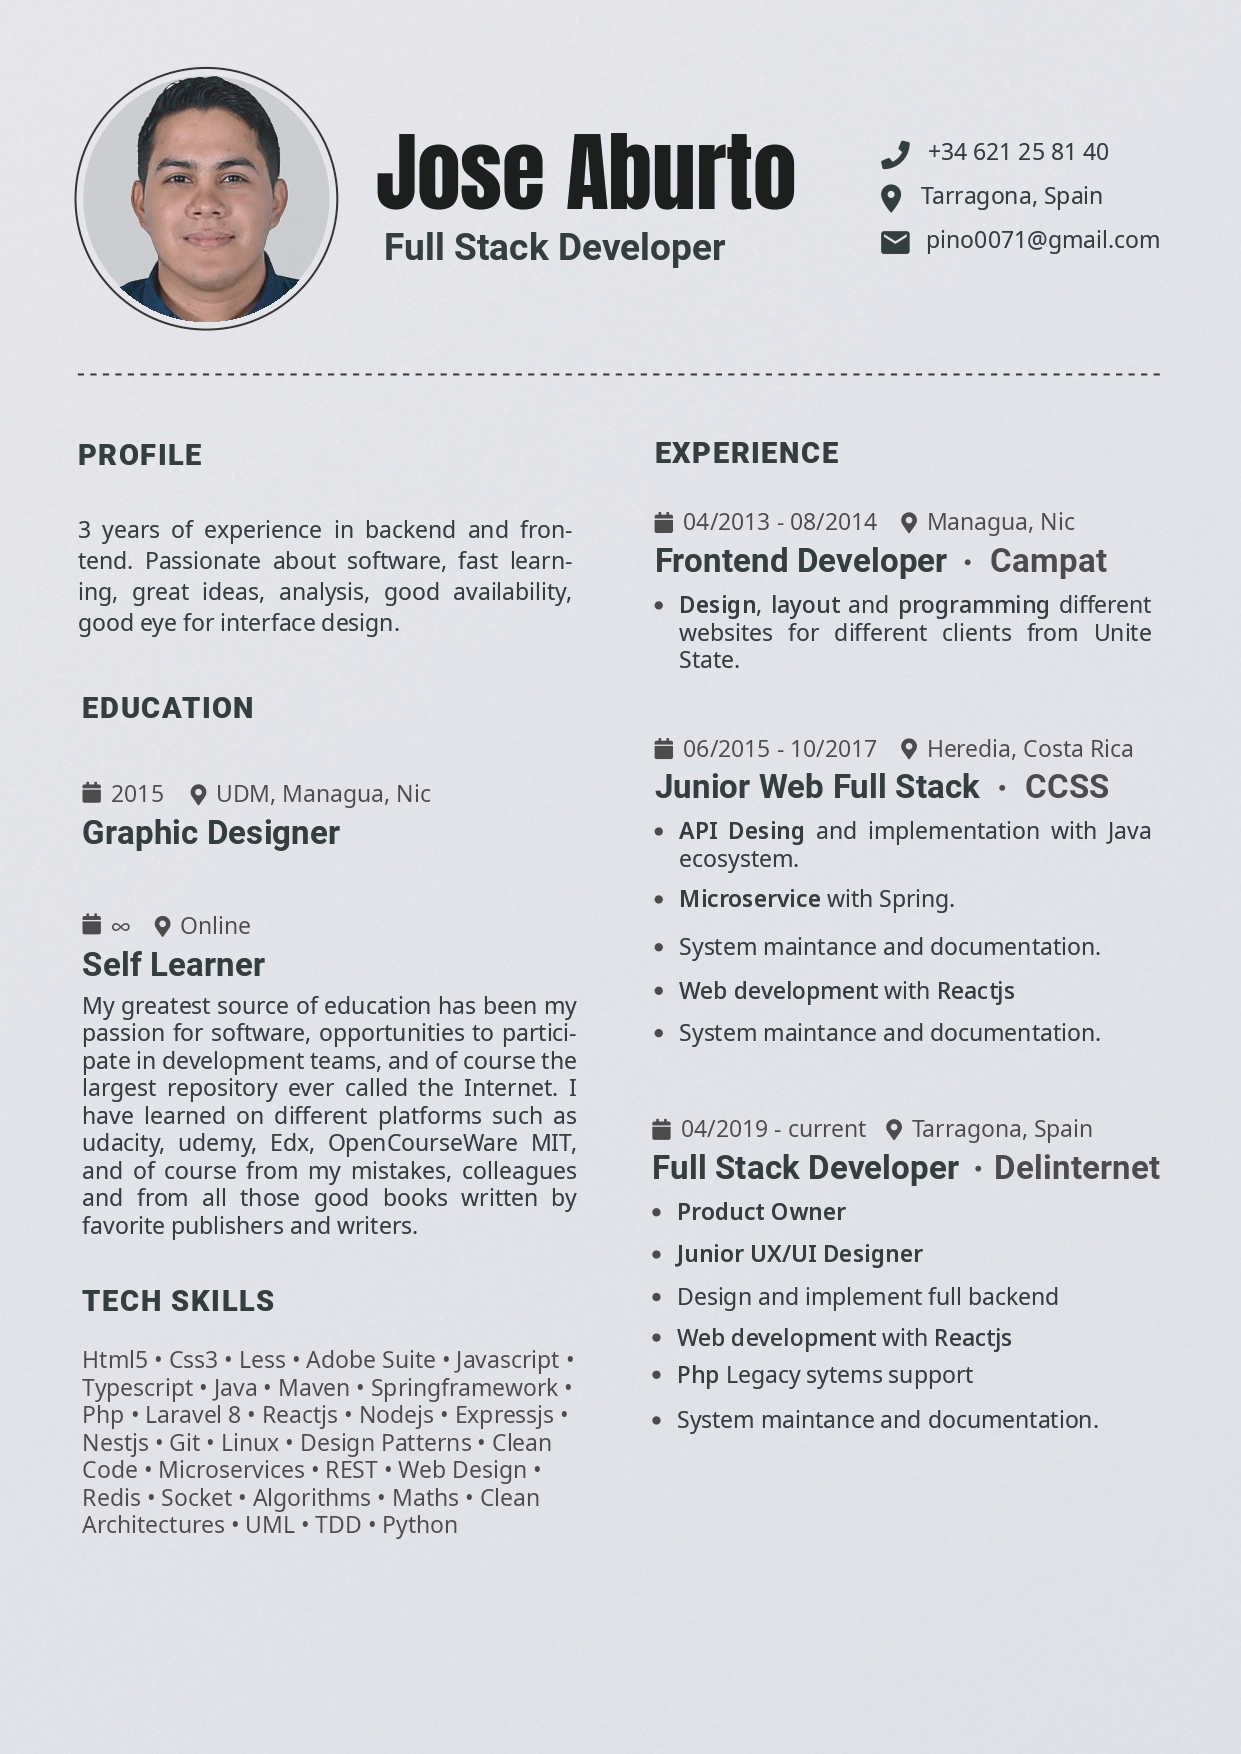 Jose Aburto
Full Stack Developer
+34 621 25 81 40
Tarragona, Spain
pino0071@gmail.com
PROFILE
3 years of experience in backend and fron-
tend. Passionate about software, fast learn-
ing, great ideas, analysis, good availability,
good eye for interface design.
EDUCATION
2015 UDM, Managua, Nic
Graphic Designer
∞ Online
Self Learner
My greatest source of education has been my
passion for software, opportunities to partici-
pate in development teams, and of course the
largest repository ever called the Internet. I
have learned on different platforms such as
udacity, udemy, Edx, OpenCourseWare MIT,
and of course from my mistakes, colleagues
and from all those good books written by
favorite publishers and writers.
TECH SKILLS
Html5 • Css3 • Less • Adobe Suite • Javascript •
Typescript • Java • Maven • Springframework •
Php • Laravel 8 • Reactjs • Nodejs • Expressjs •
Nestjs • Git • Linux • Design Patterns • Clean
Code • Microservices • REST • Web Design •
Redis • Socket • Algorithms • Maths • Clean
Architectures • UML • TDD • Python
EXPERIENCE
04/2013 - 08/2014 Managua, Nic
Frontend Developer · Campat
• Design, layout and programming different
websites for different clients from Unite
State.
06/2015 - 10/2017 Heredia, Costa Rica
Junior Web Full Stack · CCSS
• API Desing and implementation with Java
ecosystem.
• Microservice with Spring.
• System maintance and documentation.
• Web development with Reactjs
• System maintance and documentation.
04/2019 - current Tarragona, Spain
Full Stack Developer · Delinternet
• Product Owner
• Junior UX/UI Designer
• Design and implement full backend
• Web development with Reactjs
• Php Legacy sytems support
• System maintance and documentation.